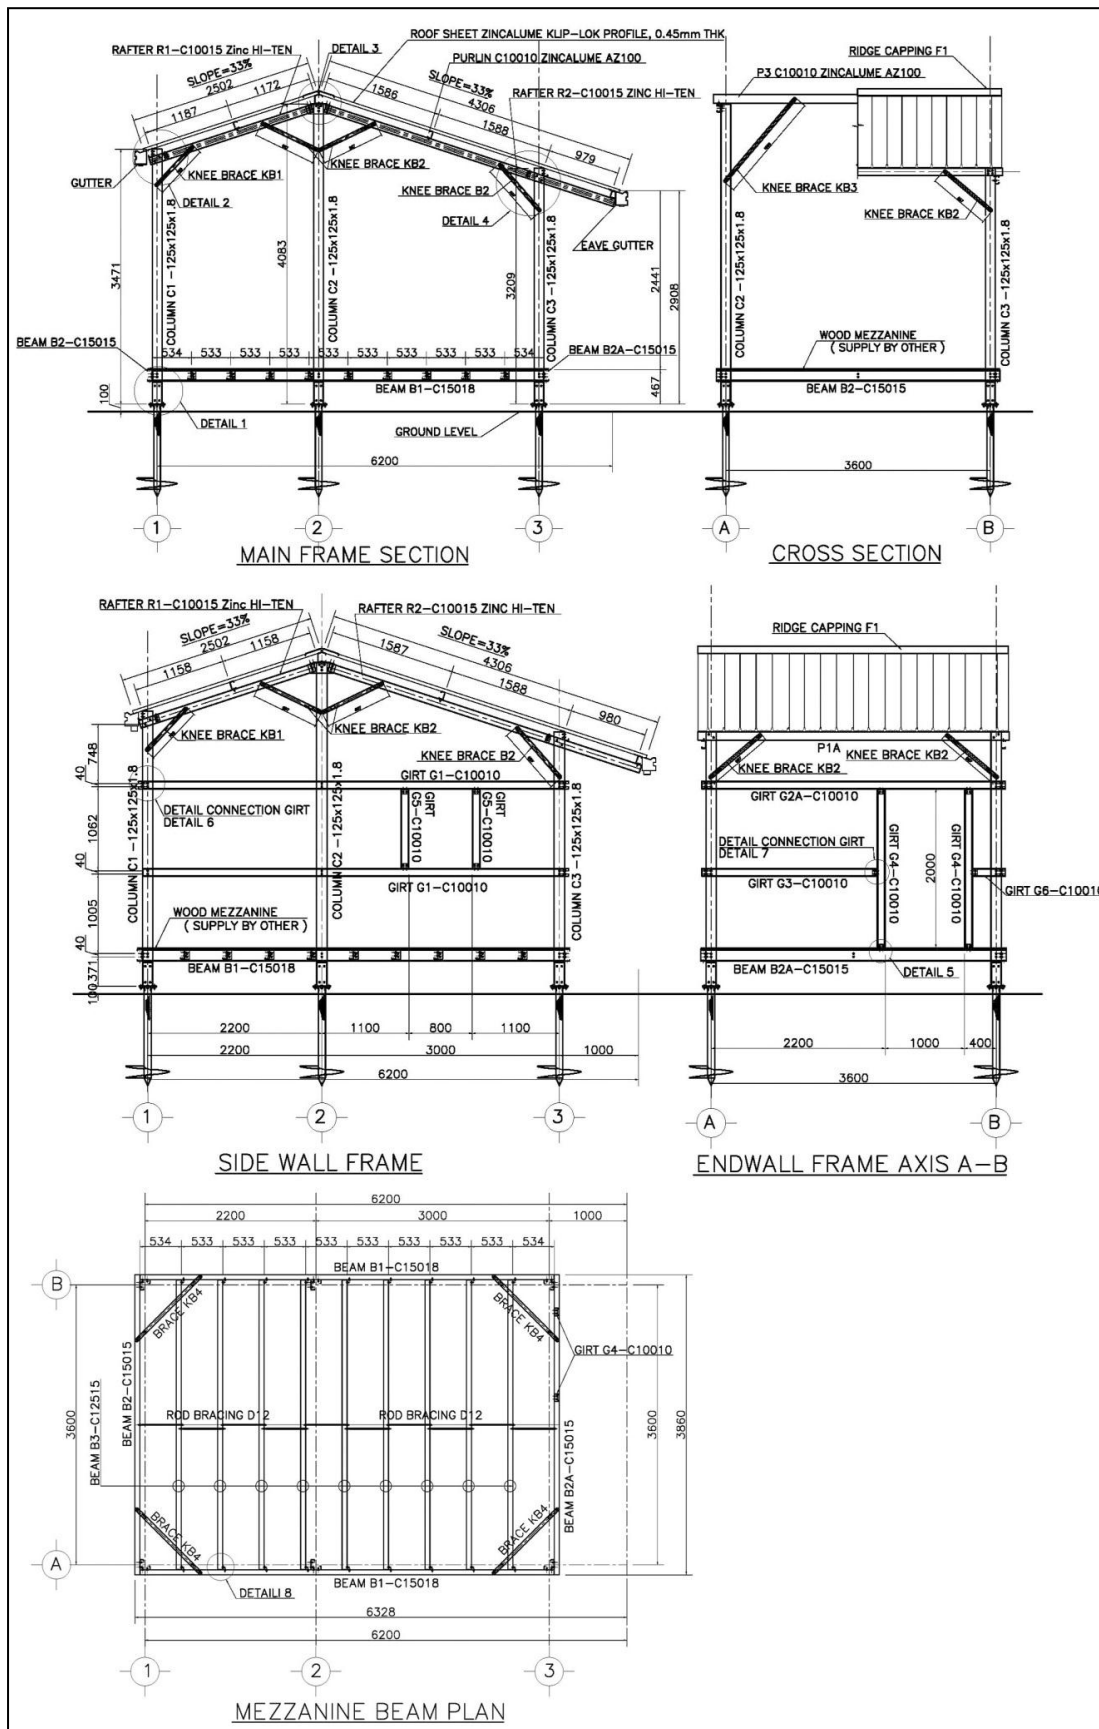 ROOF SHEET ZINCALUME KLIP-LOK PROFILE, 0.45mm THK
RAFTER R1-C10015 Zinc HI-TEN
DETAIL 3
PURLIN C10010 ZINCALUME AZ100
SLOPE=33%
2502
1187
1172
SLOPE=33%
1586
4306
1588
979
RAFTER R2-C10015 ZINC HI-TEN
GUTTER
KNEE BRACE KB1
DETAIL 2
KNEE BRACE KB2
KNEE BRACE B2
DETAIL 4
EAVE GUTTER
COLUMN C1 -125x125x1.8
COLUMN C2 -125x125x1.8
COLUMN C3 -125x125x1.8
3471
4083
3209
2441
2908
467
100
BEAM B2-C15015
534
533
533
533
533
533
533
533
533
534
BEAM B2A-C15015
BEAM B1-C15018
DETAIL 1
GROUND LEVEL
6200
1
2
3
MAIN FRAME SECTION
RIDGE CAPPING F1
P3 C10010 ZINCALUME AZ100
KNEE BRACE KB3
KNEE BRACE KB2
COLUMN C2 -125x125x1.8
COLUMN C3 -125x125x1.8
WOOD MEZZANINE
( SUPPLY BY OTHER )
BEAM B2-C15015
3600
A
B
CROSS SECTION
RAFTER R1-C10015 Zinc HI-TEN
RAFTER R2-C10015 ZINC HI-TEN
SLOPE=33%
2502
1158
1158
SLOPE=33%
1587
4306
1588
980
KNEE BRACE KB1
KNEE BRACE KB2
KNEE BRACE B2
GIRT G1-C10010
DETAIL CONNECTION GIRT
DETAIL 6
GIRT
G5-C10010
GIRT
G5-C10010
GIRT G1-C10010
COLUMN C1 -125x125x1.8
COLUMN C2 -125x125x1.8
COLUMN C3 -125x125x1.8
748
40
1062
40
1005
40
371
100
WOOD MEZZANINE
( SUPPLY BY OTHER )
BEAM B1-C15018
2200
1100
800
1100
2200
3000
1000
6200
1
2
3
SIDE WALL FRAME
RIDGE CAPPING F1
P1A
KNEE BRACE KB2
KNEE BRACE KB2
GIRT G2A-C10010
DETAIL CONNECTION GIRT
DETAIL 7
GIRT G4-C10010
2000
GIRT G4-C10010
GIRT G3-C10010
GIRT G6-C10010
BEAM B2A-C15015
DETAIL 5
2200
1000
400
3600
A
B
ENDWALL FRAME AXIS A-B
6200
2200
3000
1000
534
533
533
533
533
533
533
533
533
534
BEAM B1-C15018
B
BRACE KB4
BRACE KB4
GIRT G4-C10010
BEAM B2-C15015
3600
BEAM B3-C12515
ROD BRACING D12
ROD BRACING D12
BEAM B2A-C15015
3600
3860
BRACE KB4
BRACE KB4
A
DETAILI 8
BEAM B1-C15018
6328
6200
1
2
3
MEZZANINE BEAM PLAN